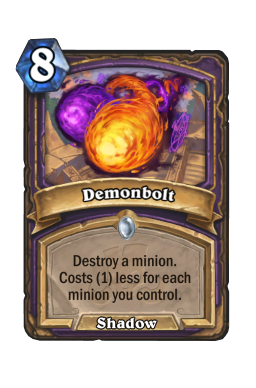 8
Demonbolt
Destroy a minion.
Costs (1) less for each
minion you control.
Shadow